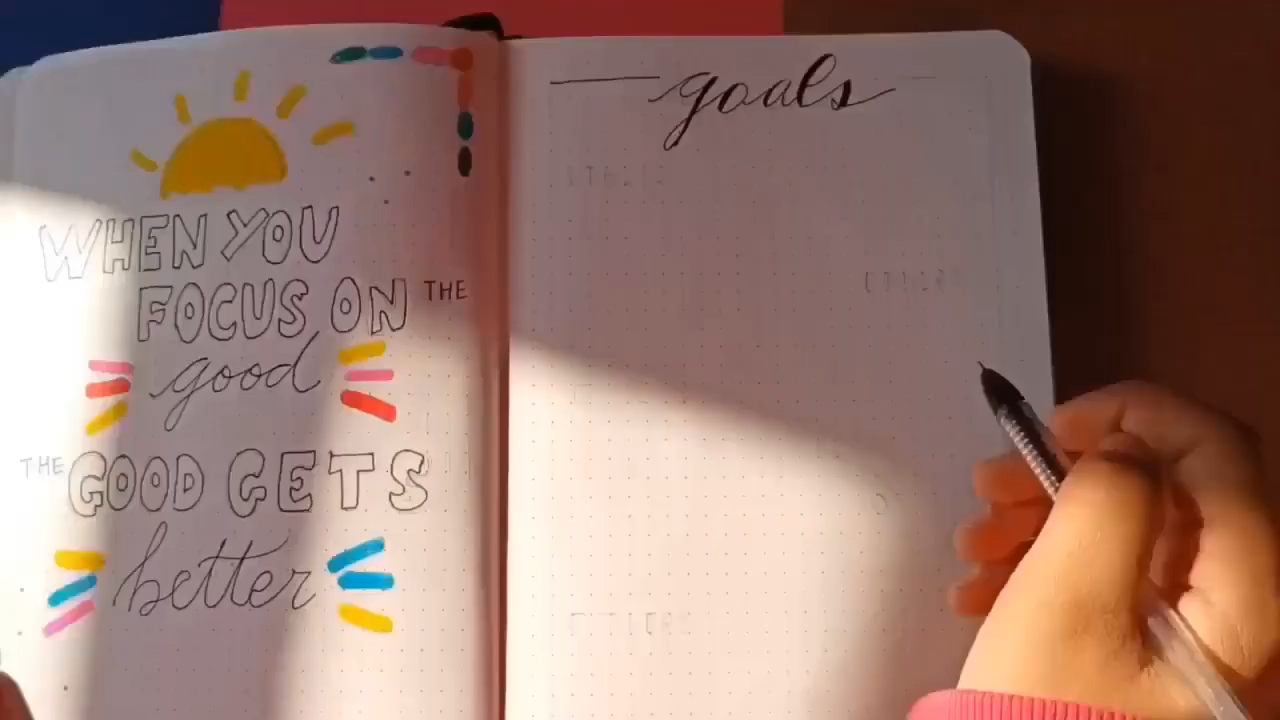 WHEN YOU
FOCUS ON THE
good
THE GOOD GETS
better
goals